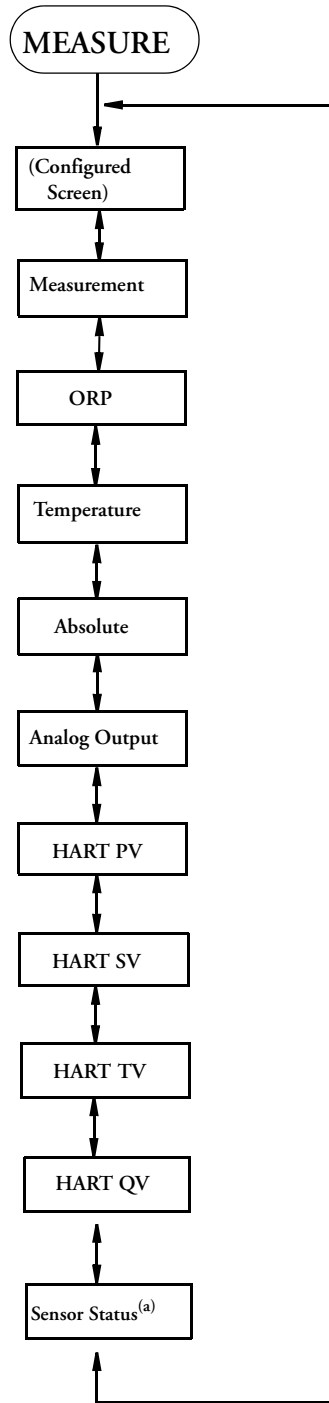 MEASURE
(Configured
Screen)
Measurement
ORP
Temperature
Absolute
Analog Output
HART PV
HART SV
HART TV
HART QV
Sensor Status(a)